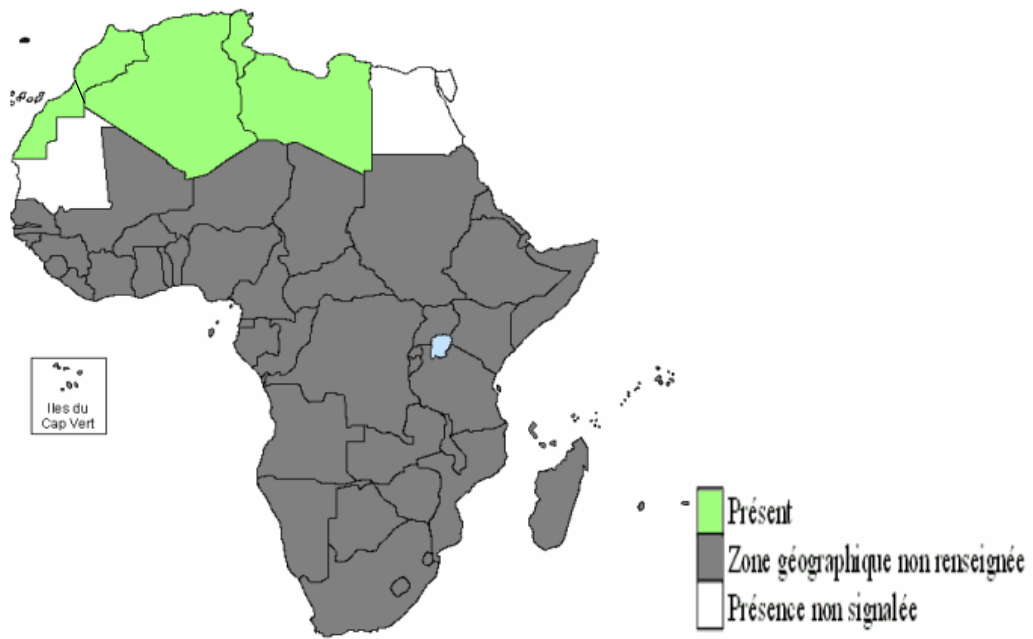 Iles du
Cap Vert
Présent
Zone géographique non renseignée
Présence non signalée